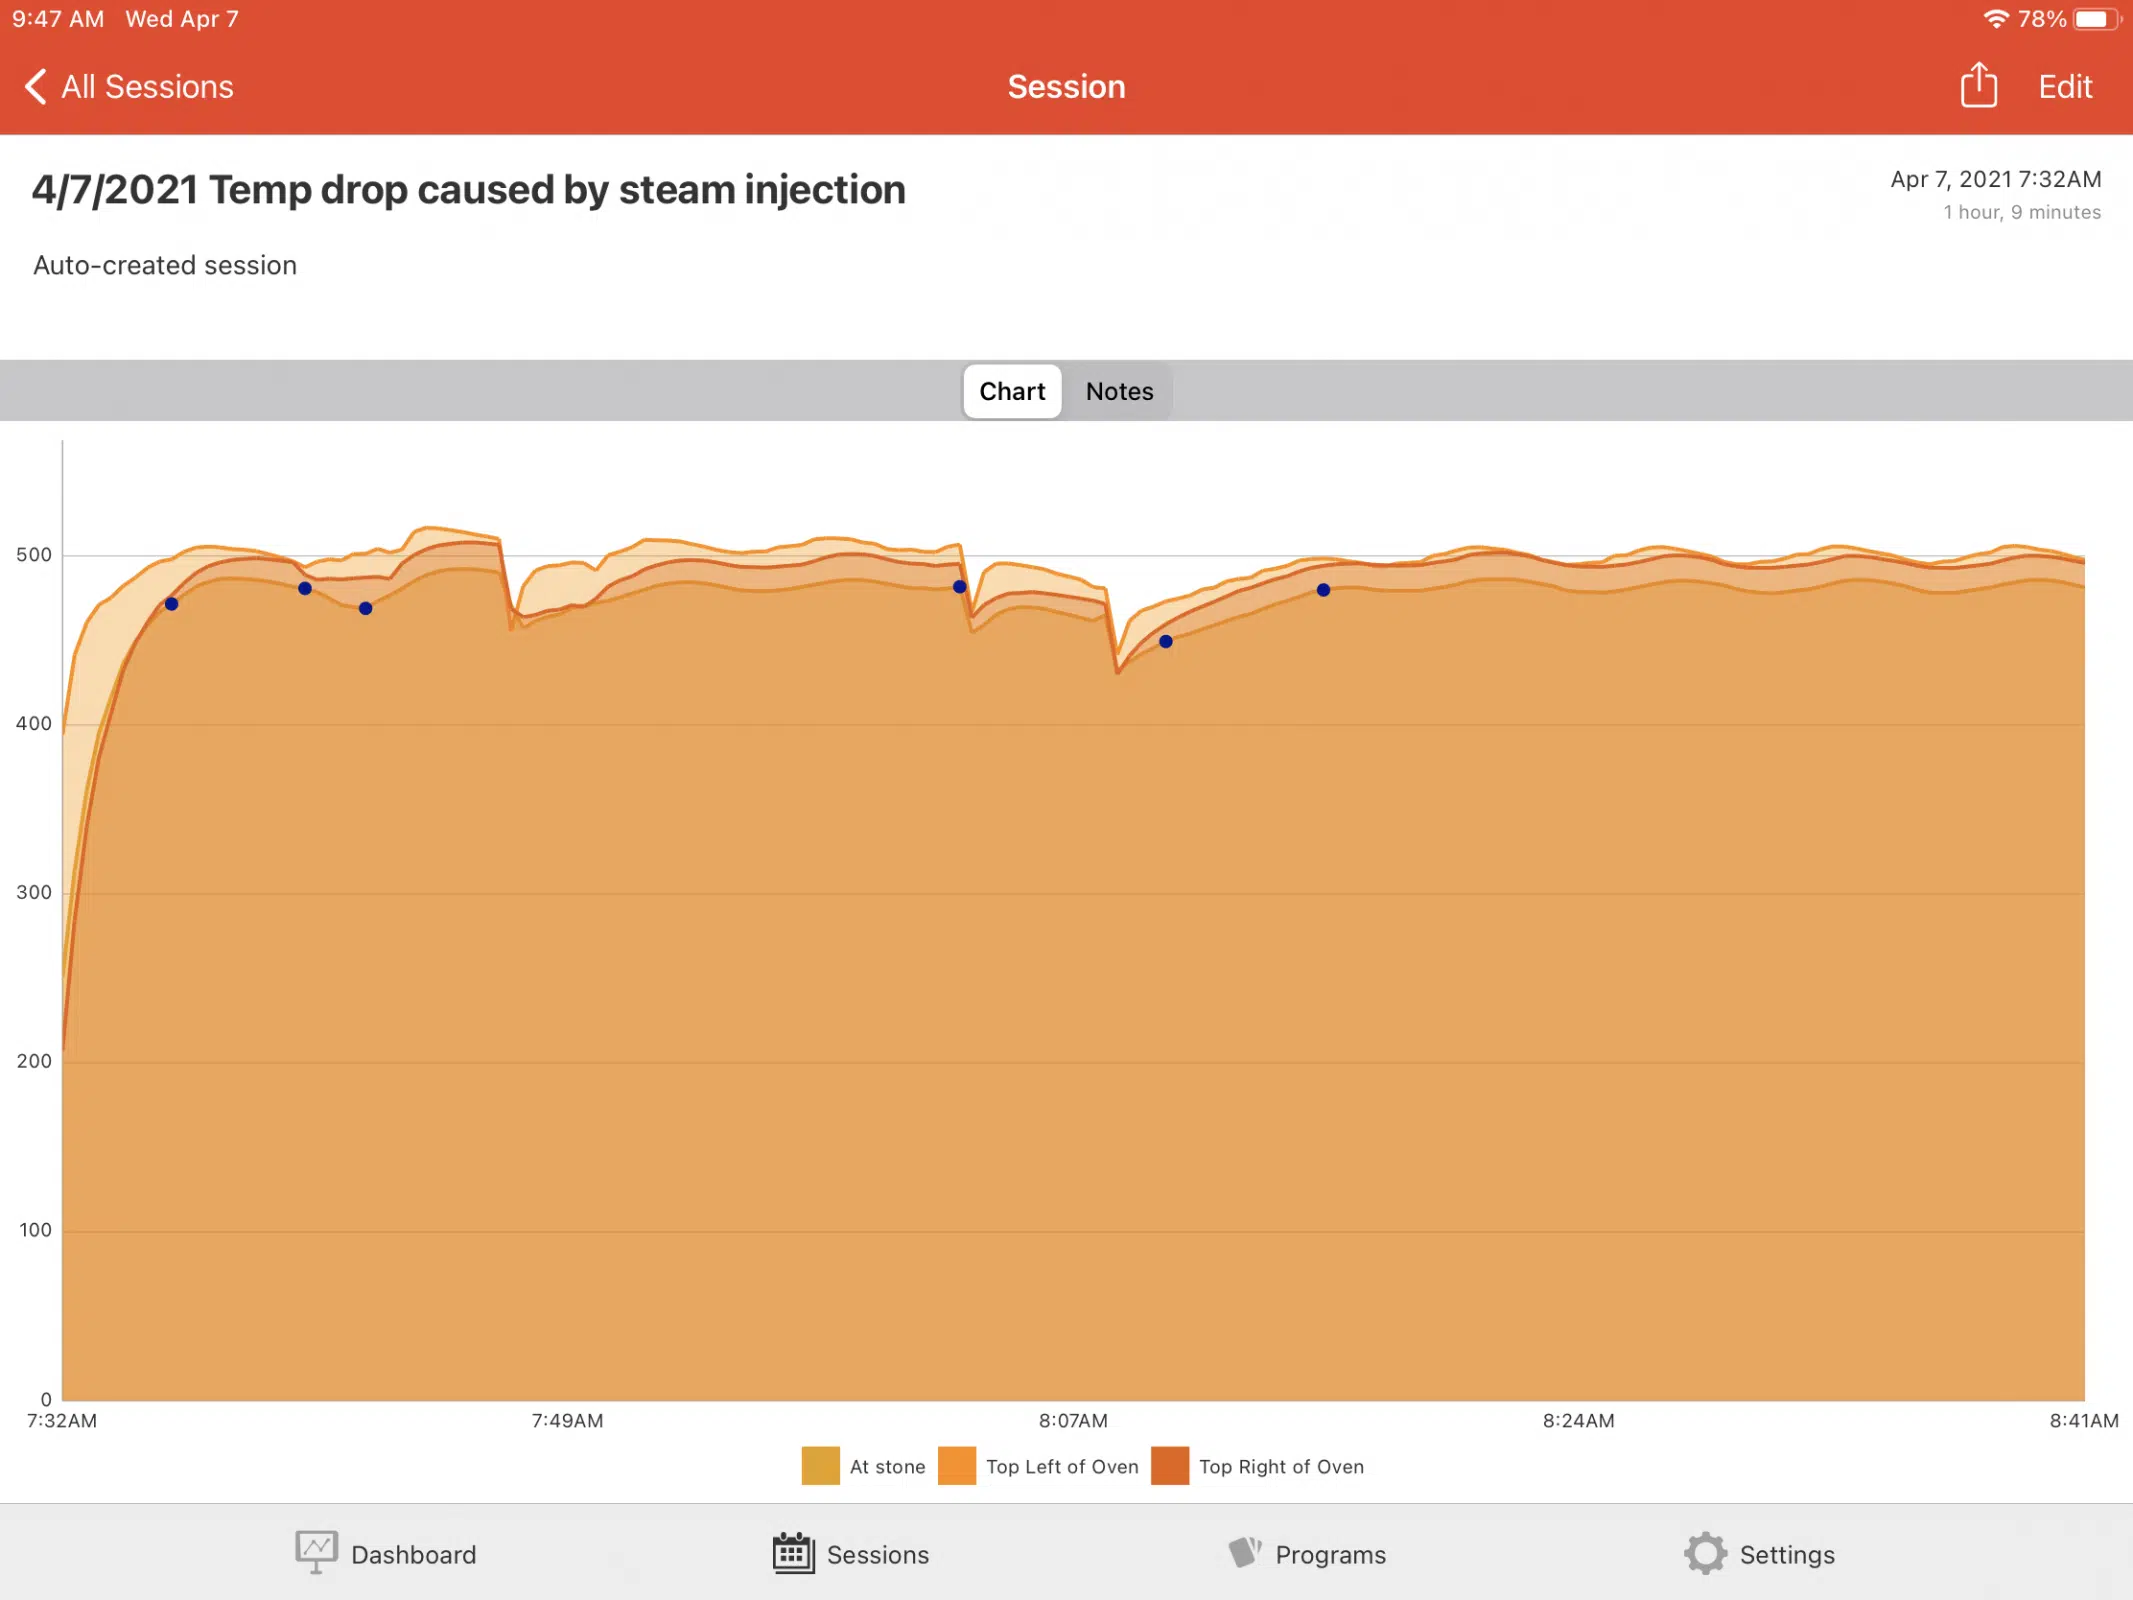 9:47 AM Wed Apr 7 78%
All Sessions Session Edit
4/7/2021 Temp drop caused by steam injection Apr 7, 2021 7:32AM
1 hour, 9 minutes
Auto-created session
Chart Notes
500
400
300
200
100
0
7:32AM 7:49AM 8:07AM 8:24AM 8:41AM
At stone Top Left of Oven Top Right of Oven
Dashboard Sessions Programs Settings